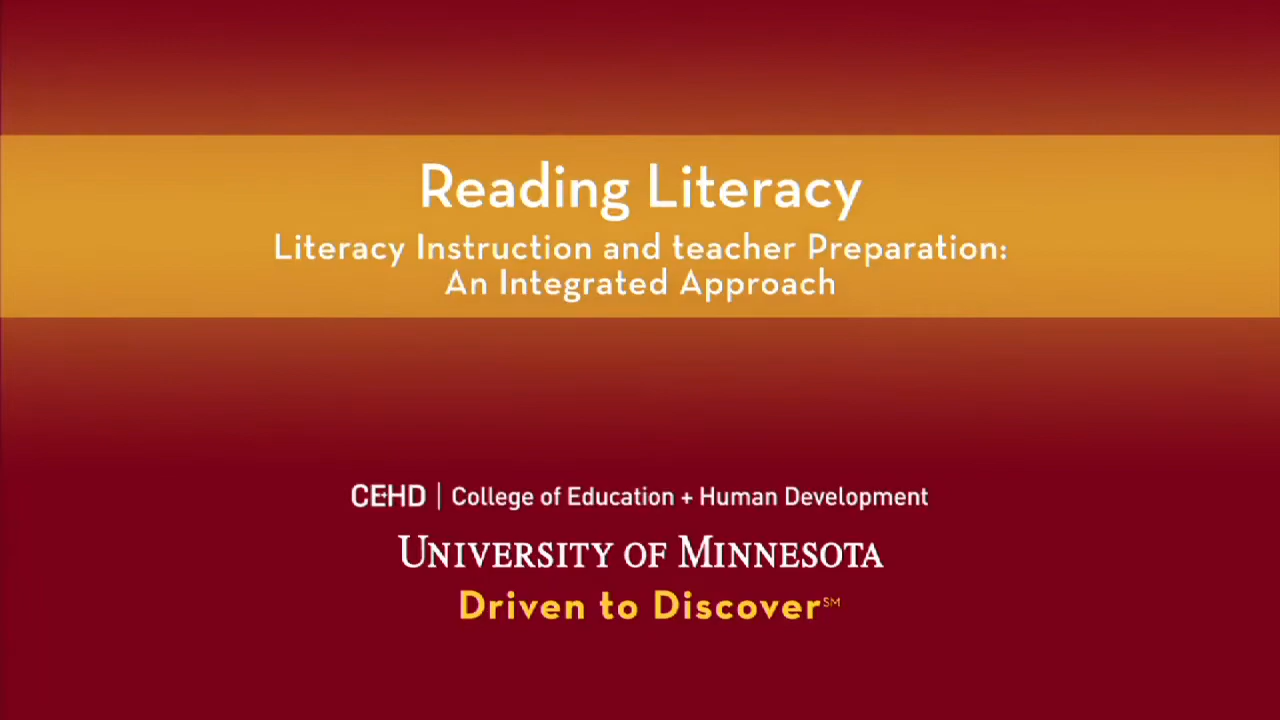 Reading Literacy
Literacy Instruction and teacher Preparation:
An Integrated Approach
CEHD | College of Education + Human Development
UNIVERSITY OF MINNESOTA
Driven to Discover℠